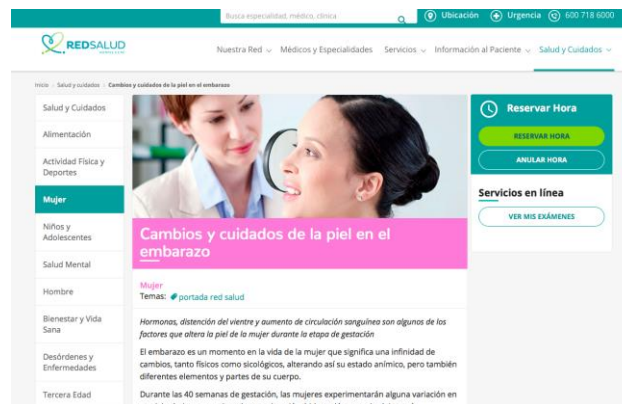 Busca especialidad, médico, clínica
Ubicación
Urgencia
600 718 6000
REDSALUD
Nuestra Red
Médicos y Especialidades
Servicios
Información al Paciente
Salud y Cuidados
Inicio / Salud y cuidados / Cambios y cuidados de la piel en el embarazo
Salud y Cuidados
Alimentación
Actividad Física y
Deportes
Mujer
Niños y
Adolescentes
Salud Mental
Hombre
Bienestar y Vida
Sana
Desórdenes y
Enfermedades
Tercera Edad
Cambios y cuidados de la piel en el
embarazo
Mujer
Temas: portada red salud
Hormonas, distención del vientre y aumento de circulación sanguínea son algunos de los
factores que altera la piel de la mujer durante la etapa de gestación
El embarazo es un momento en la vida de la mujer que significa una infinidad de
cambios, tanto físicos como sicológicos, alterando así su estado anímico, pero también
diferentes elementos y partes de su cuerpo.
Durante las 40 semanas de gestación, las mujeres experimentarán alguna variación en
Reservar Hora
RESERVAR HORA
ANULAR HORA
Servicios en línea
VER MIS EXÁMENES